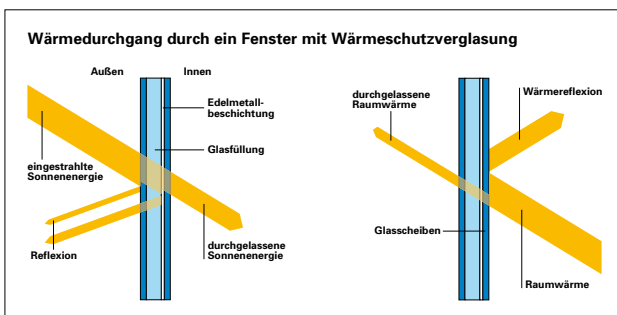 Wärmedurchgang durch ein Fenster mit Wärmeschutzverglasung
Außen
Innen
Edelmetall-
beschichtung
Glasfüllung
eingestrahlte
Sonnenenergie
Reflexion
durchgelassene
Sonnenenergie
durchgelassene
Raumwärme
Wärmereflexion
Glasscheiben
Raumwärme